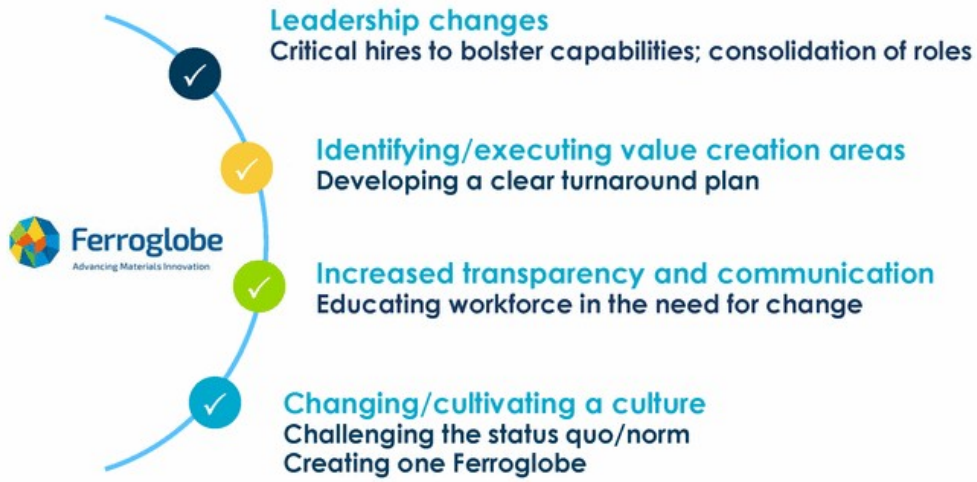 Leadership changes
Critical hires to bolster capabilities; consolidation of roles
Identifying/executing value creation areas
Developing a clear turnaround plan
Ferroglobe
Advancing Materials Innovation
Increased transparency and communication
Educating workforce in the need for change
Changing/cultivating a culture
Challenging the status quo/norm
Creating one Ferroglobe